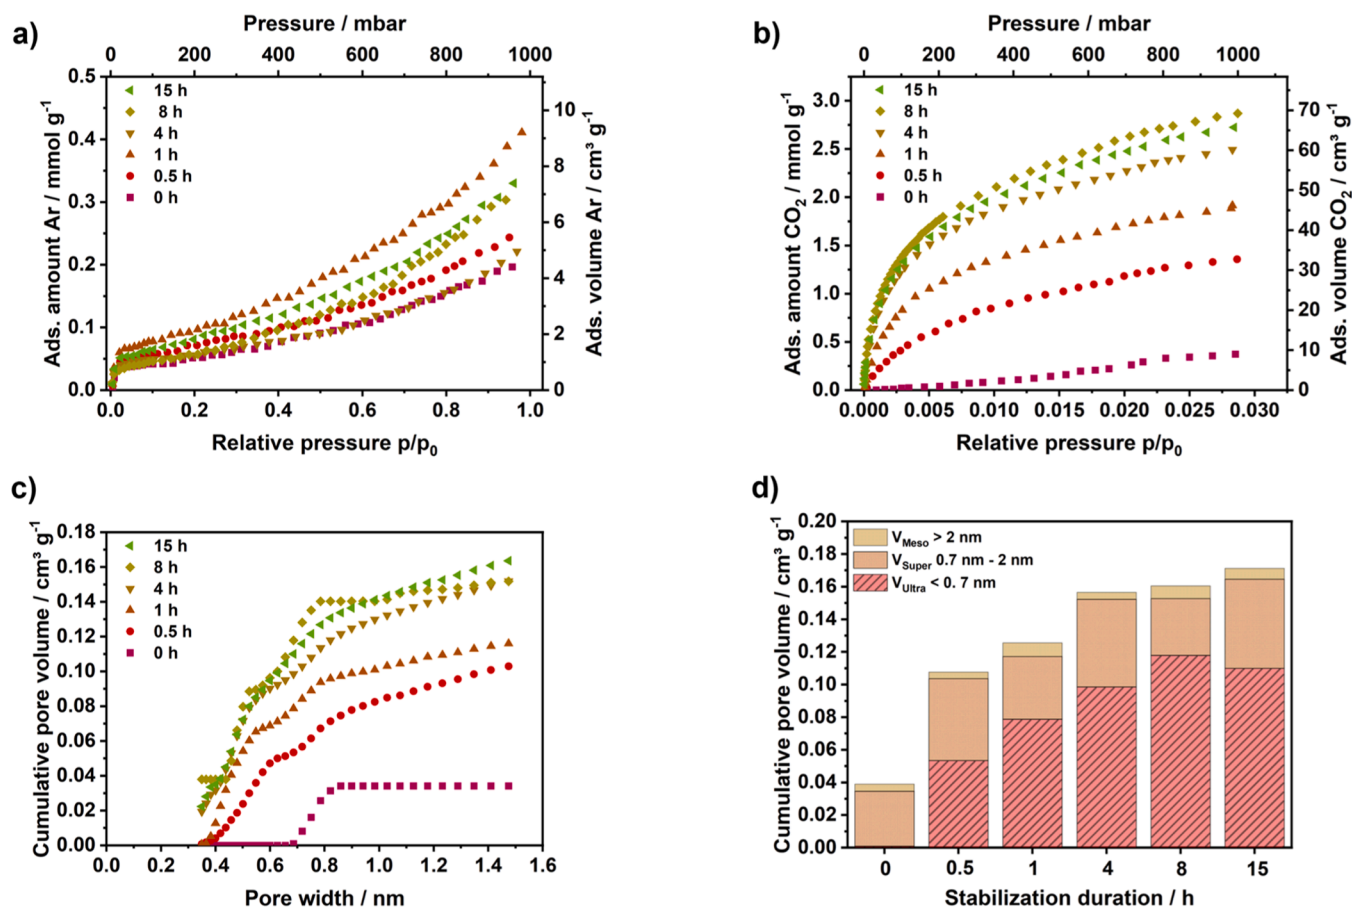 a)
Pressure / mbar
0 200 400 600 800 1000
0.5
0.4
0.3
0.2
0.1
0.0
Ads. amount Ar / mmol g⁻¹
15 h
8 h
4 h
1 h
0.5 h
0 h
10
8
6
4
2
0
Ads. volume Ar / cm³ g⁻¹
0.0 0.2 0.4 0.6 0.8 1.0
Relative pressure p/p₀
b)
Pressure / mbar
0 200 400 600 800 1000
3.0
2.5
2.0
1.5
1.0
0.5
0.0
Ads. amount CO₂ / mmol g⁻¹
15 h
8 h
4 h
1 h
0.5 h
0 h
70
60
50
40
30
20
10
0
Ads. volume CO₂ / cm³ g⁻¹
0.000 0.005 0.010 0.015 0.020 0.025 0.030
Relative pressure p/p₀
c)
0.18
0.16
0.14
0.12
0.10
0.08
0.06
0.04
0.02
0.00
Cumulative pore volume / cm³ g⁻¹
15 h
8 h
4 h
1 h
0.5 h
0 h
0.0 0.2 0.4 0.6 0.8 1.0 1.2 1.4 1.6
Pore width / nm
d)
0.20
0.18
0.16
0.14
0.12
0.10
0.08
0.06
0.04
0.02
0.00
Cumulative pore volume / cm³ g⁻¹
V_Meso > 2 nm
V_Super 0.7 nm - 2 nm
V_Ultra < 0. 7 nm
0 0.5 1 4 8 15
Stabilization duration / h